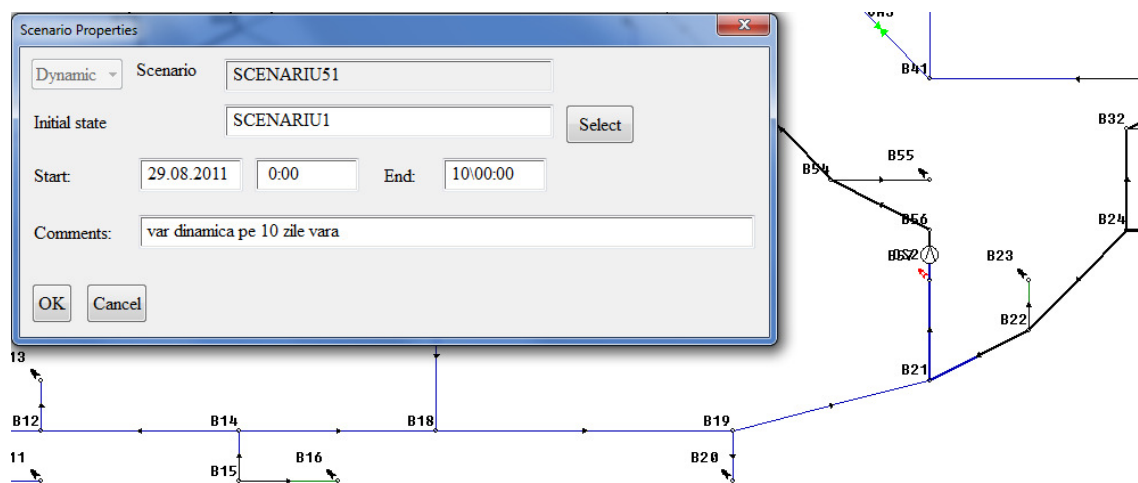 Scenario Properties
Dynamic Scenario SCENARIU51
Initial state SCENARIU1 Select
Start: 29.08.2011 0:00 End: 10\00:00
Comments: var dinamica pe 10 zile vara
OK Cancel
B41
B32
B55
B54
B56
B24
B23
B22
B21
13
B12 B14 B18 B19
11
B15 B16 B20